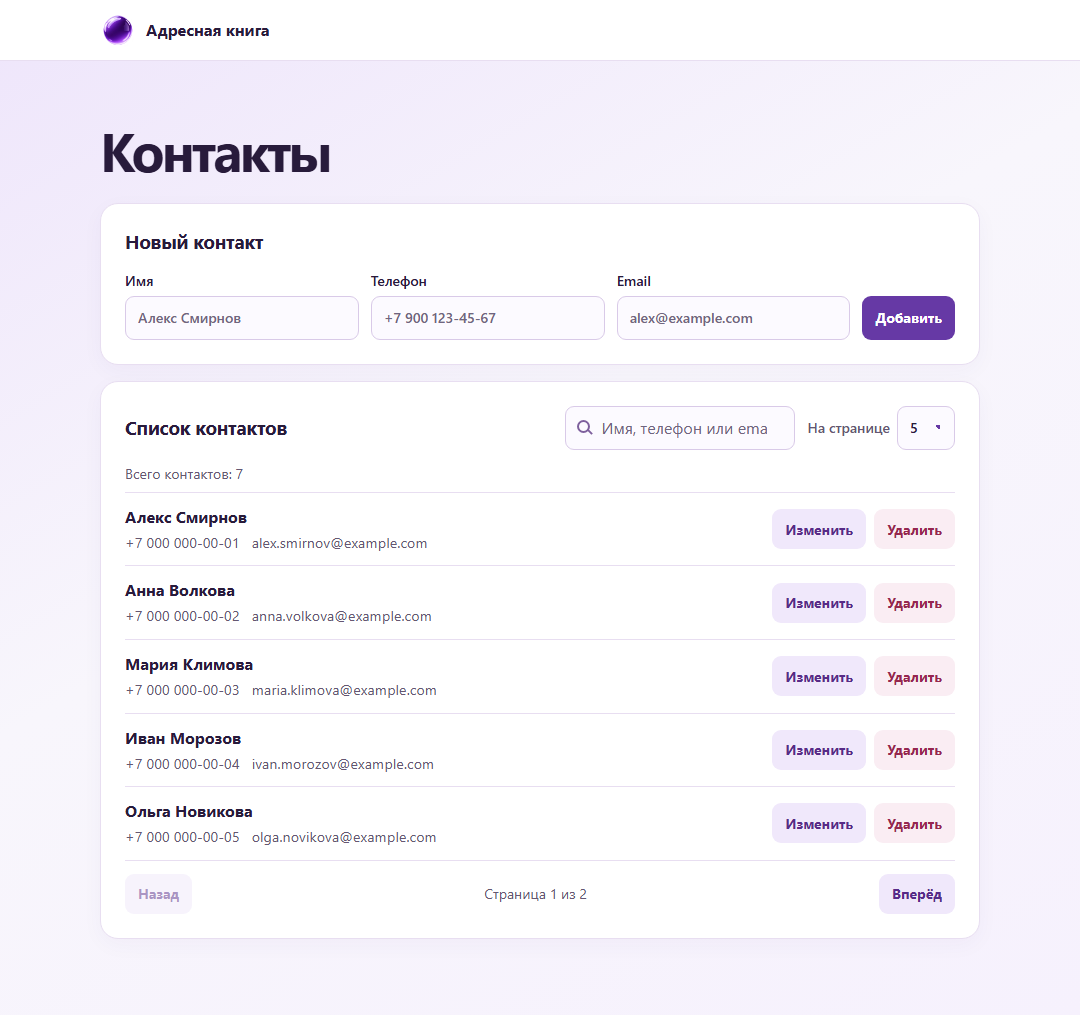 Адресная книга
Контакты
Новый контакт
Имя Телефон Email
Алекс Смирнов +7 900 123-45-67 alex@example.com Добавить
Список контактов Имя, телефон или ema На странице 5
Всего контактов: 7
Алекс Смирнов
+7 000 000-00-01 alex.smirnov@example.com Изменить Удалить
Анна Волкова
+7 000 000-00-02 anna.volkova@example.com Изменить Удалить
Мария Климова
+7 000 000-00-03 maria.klimova@example.com Изменить Удалить
Иван Морозов
+7 000 000-00-04 ivan.morozov@example.com Изменить Удалить
Ольга Новикова
+7 000 000-00-05 olga.novikova@example.com Изменить Удалить
Назад Страница 1 из 2 Вперёд